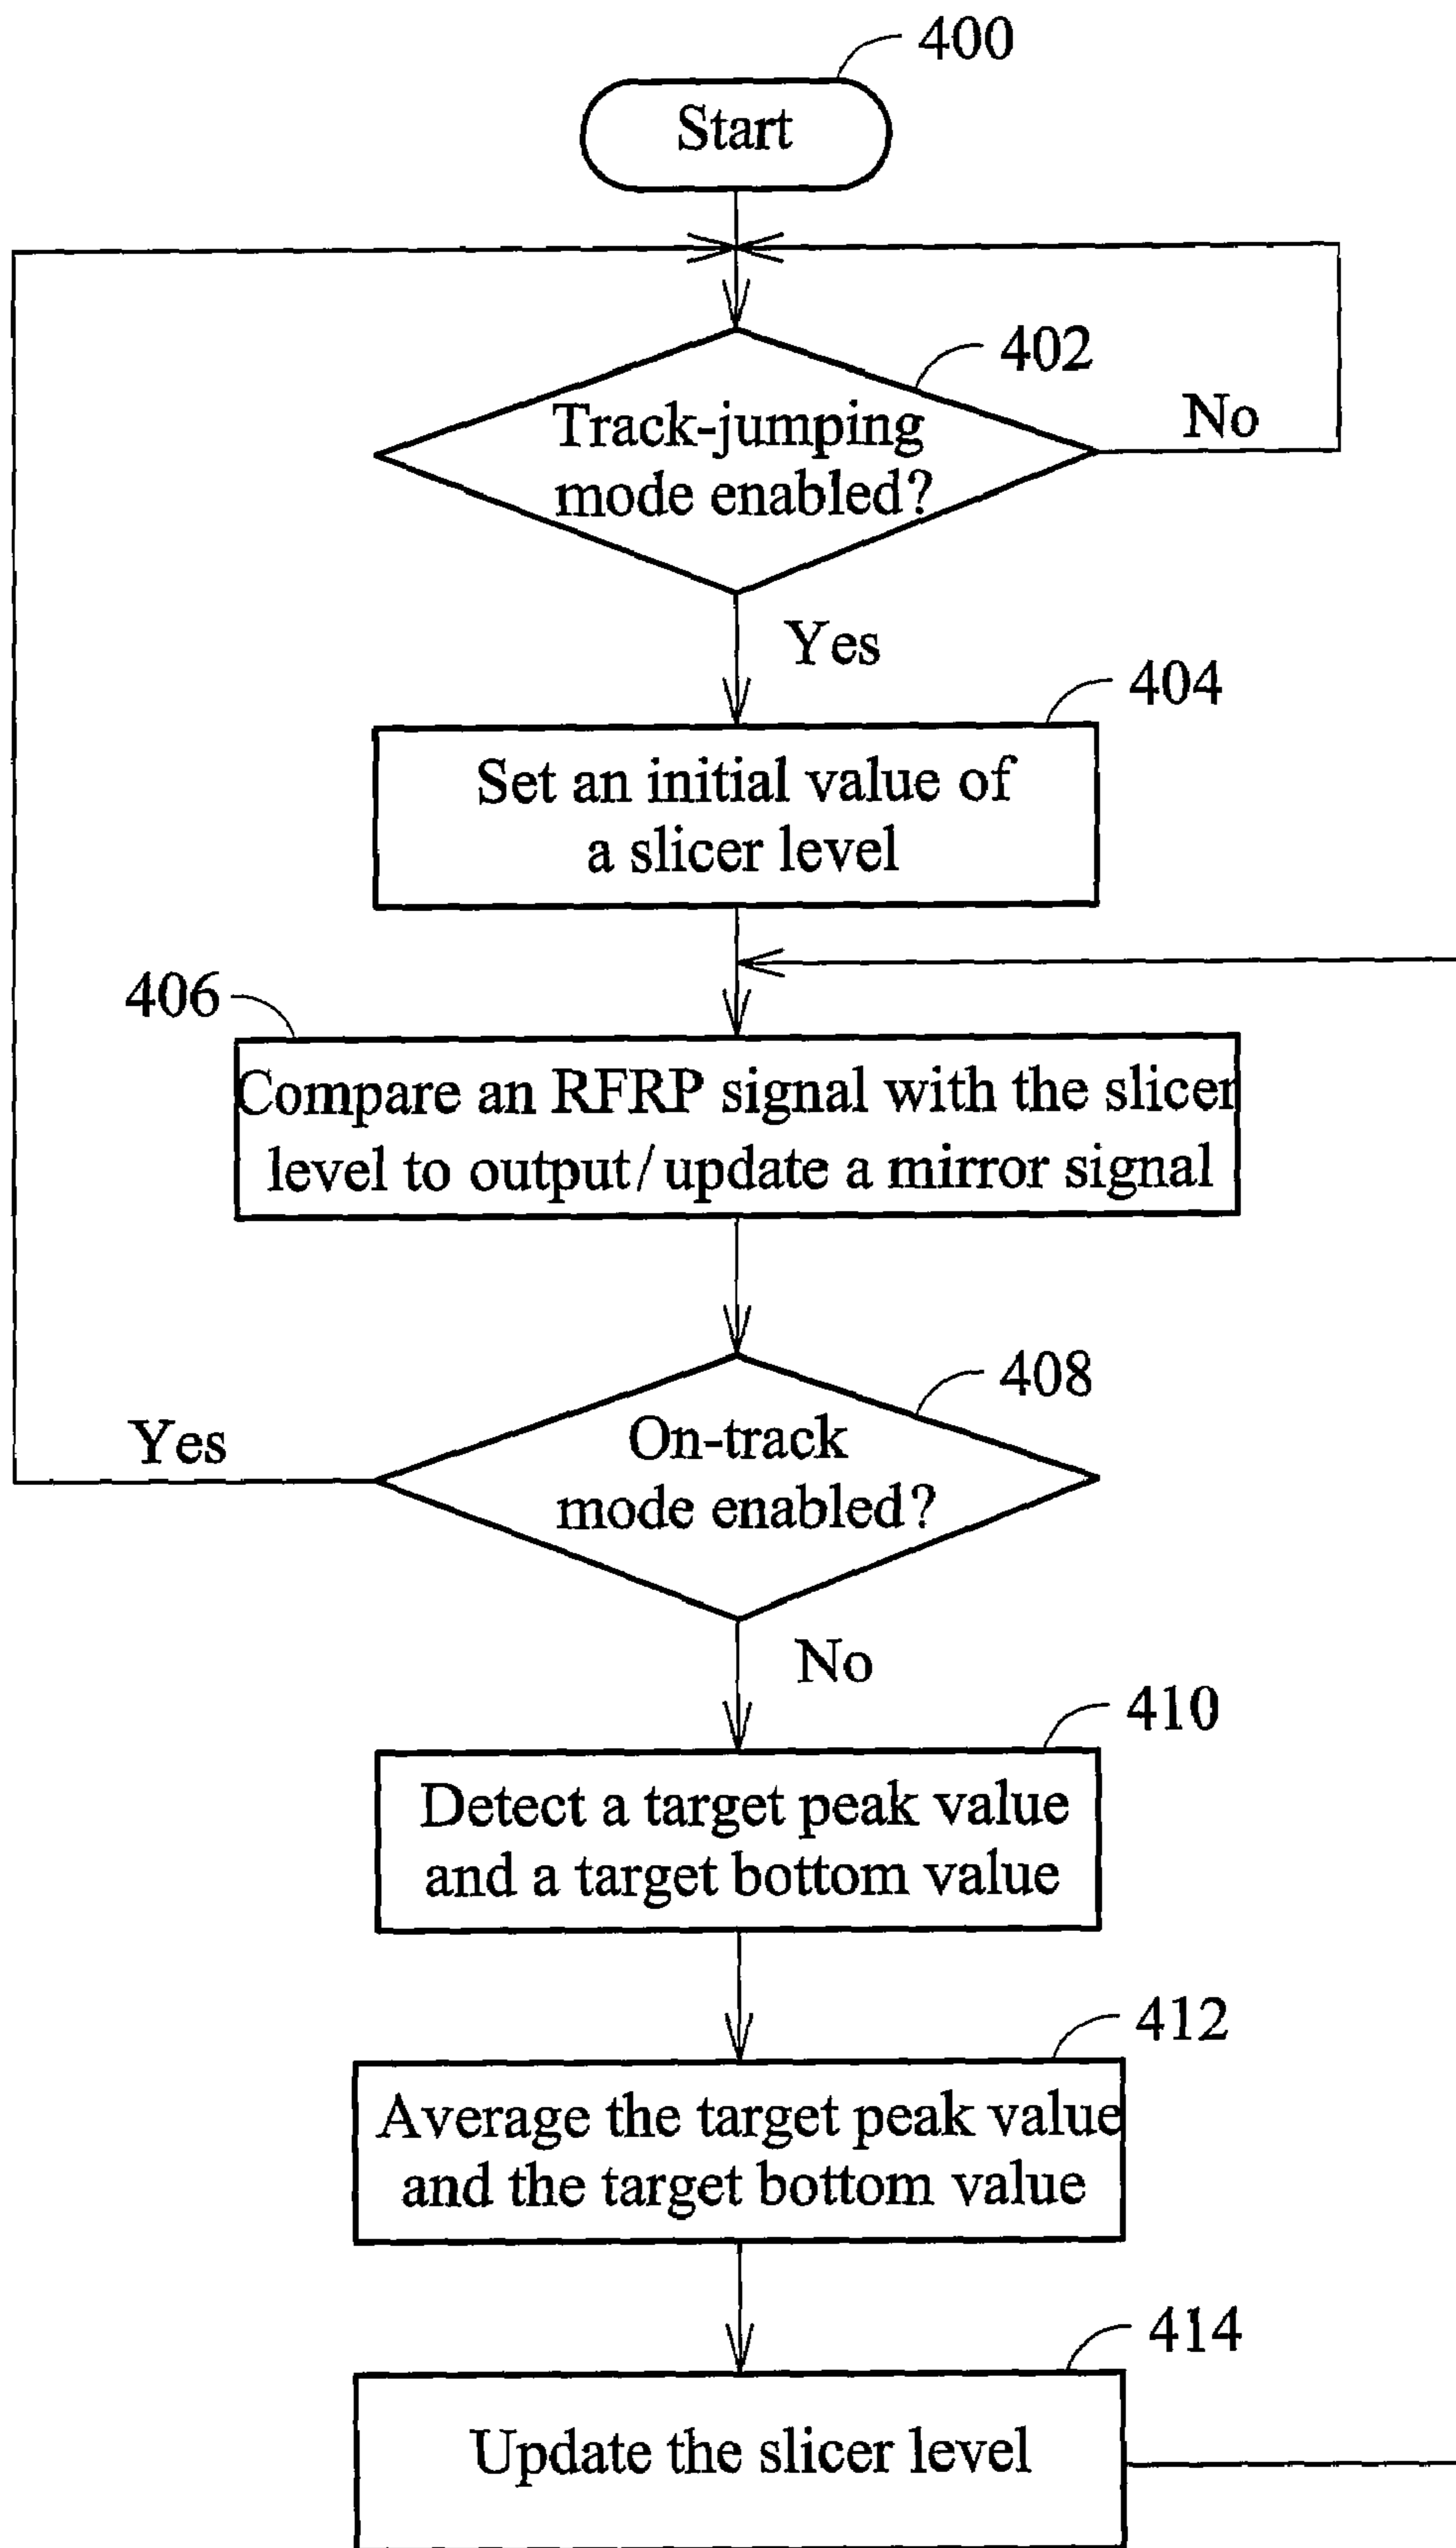 400
Start
402
Track-jumping
mode enabled?
No
Yes
404
Set an initial value of
a slicer level
406
Compare an RFRP signal with the slicer
level to output/update a mirror signal
408
On-track
mode enabled?
Yes
No
410
Detect a target peak value
and a target bottom value
412
Average the target peak value
and the target bottom value
414
Update the slicer level